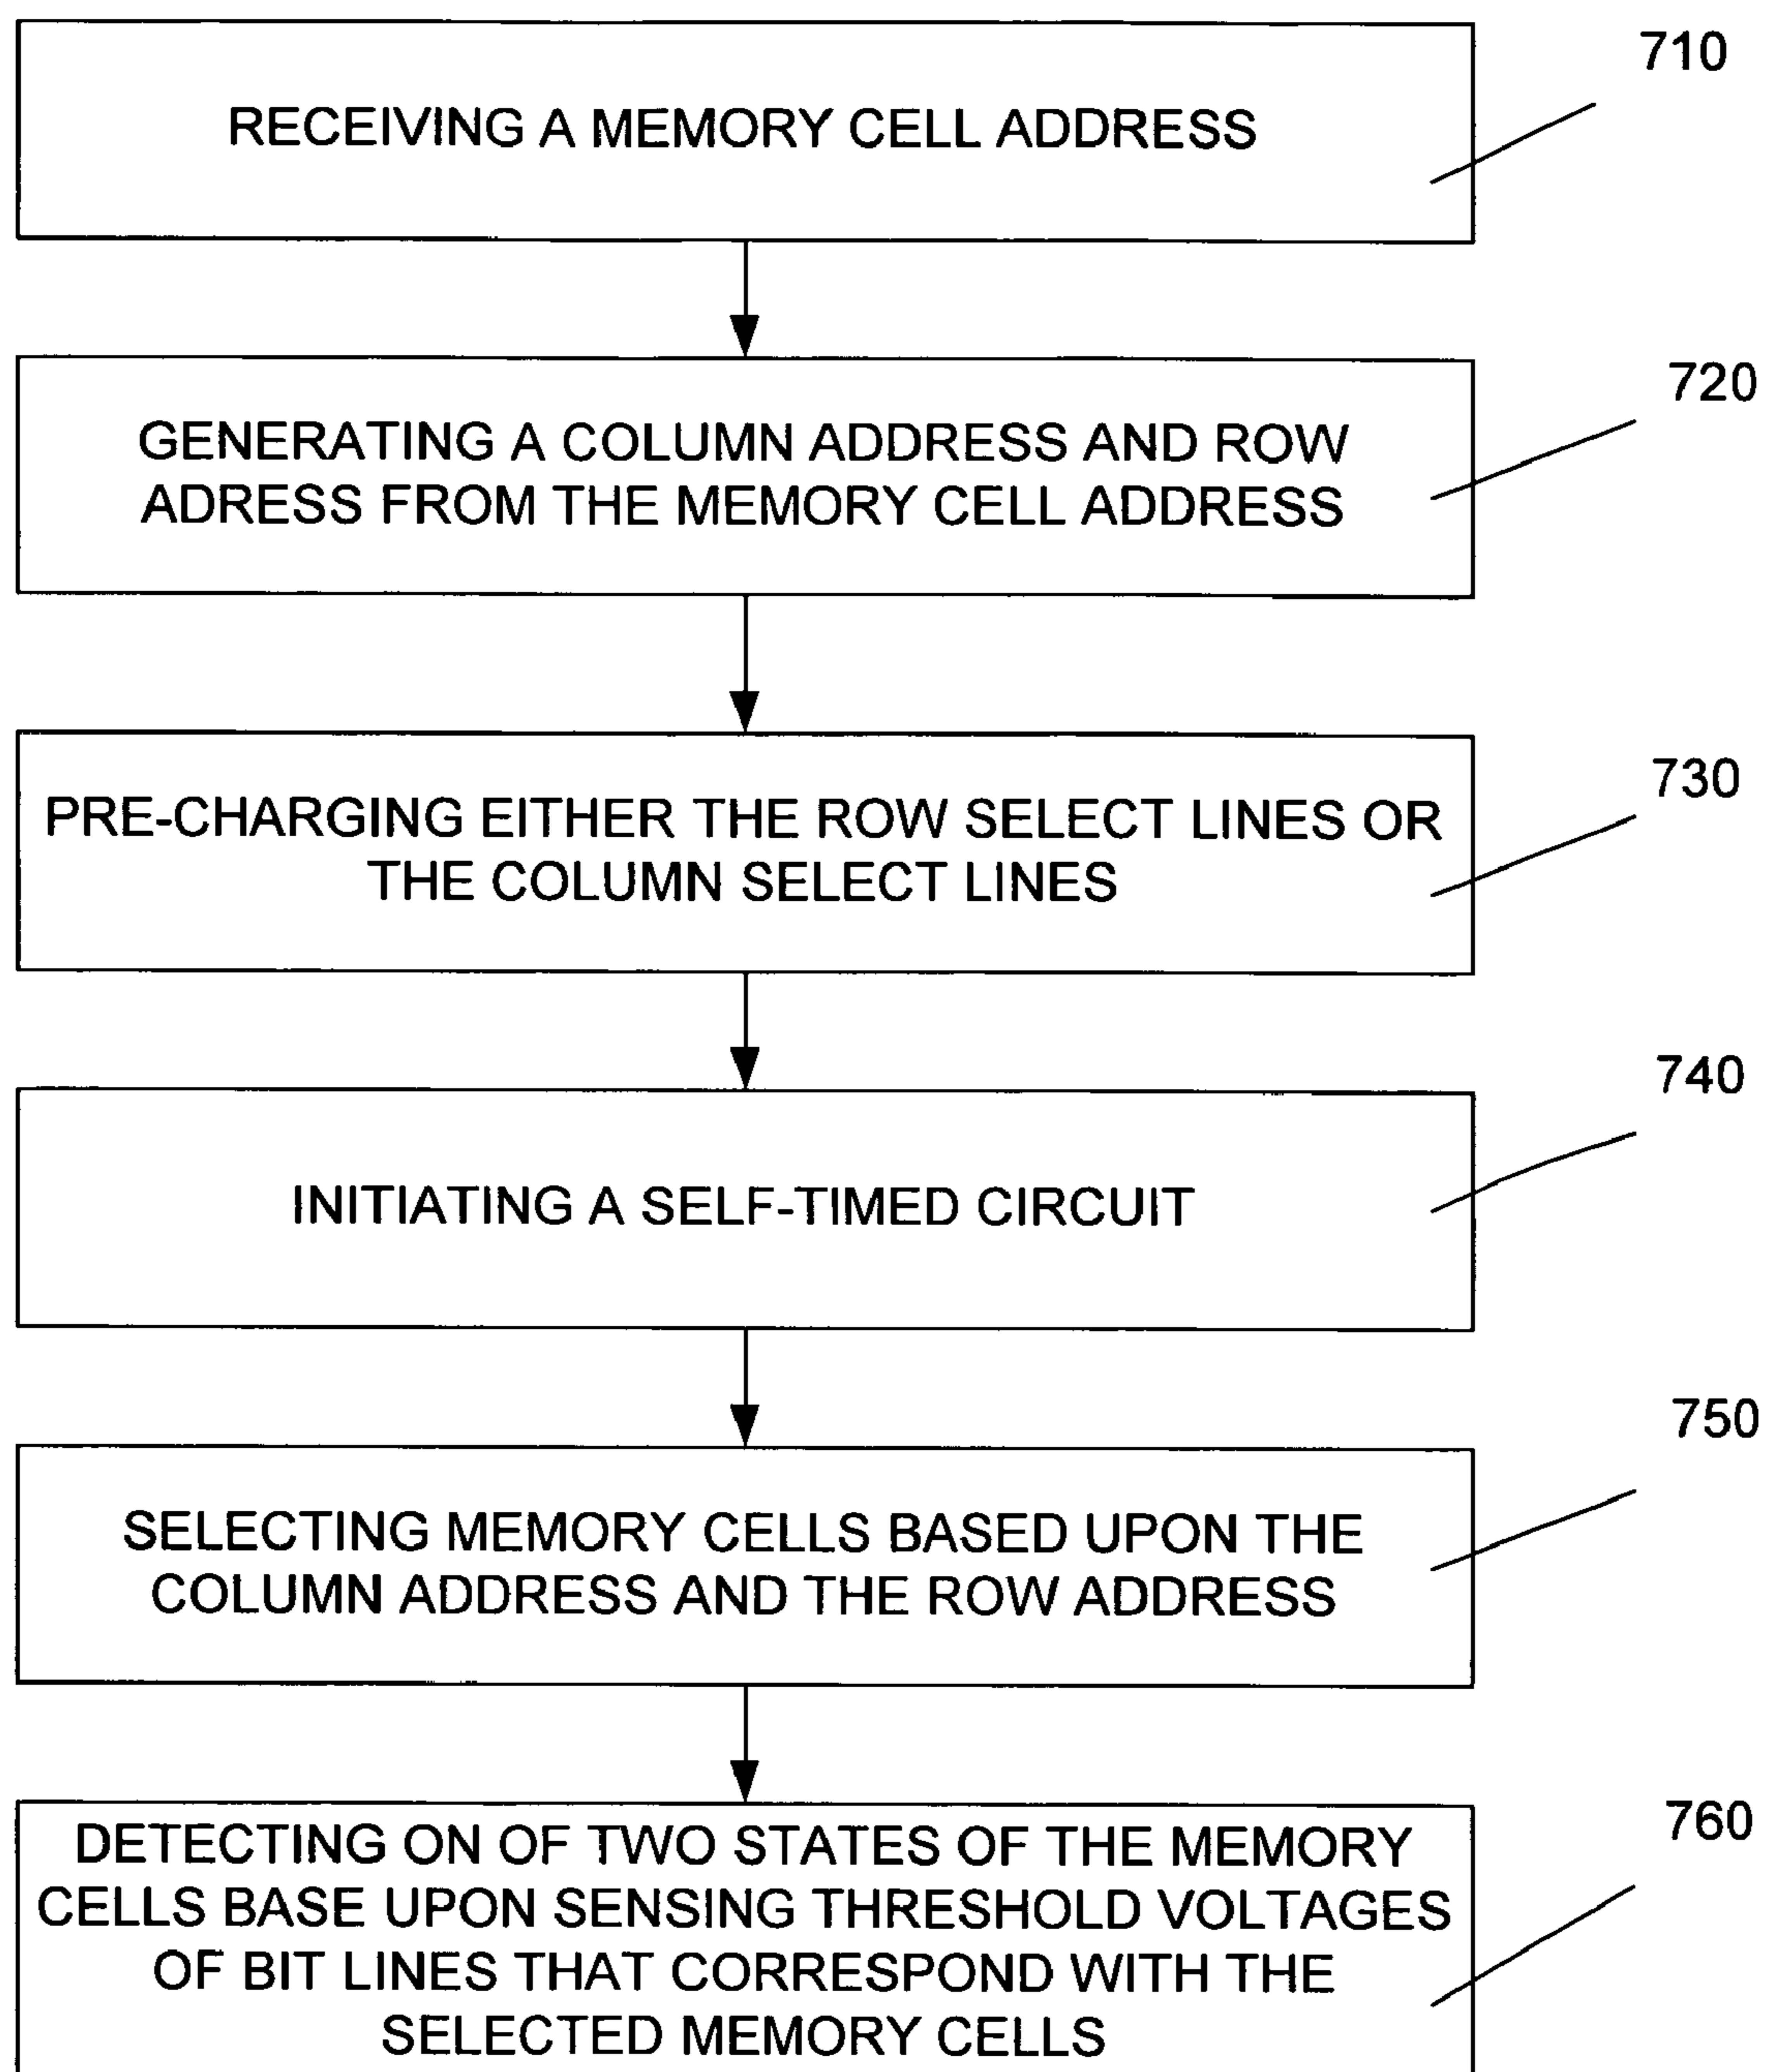 710
RECEIVING A MEMORY CELL ADDRESS
720
GENERATING A COLUMN ADDRESS AND ROW
ADRESS FROM THE MEMORY CELL ADDRESS
730
PRE-CHARGING EITHER THE ROW SELECT LINES OR
THE COLUMN SELECT LINES
740
INITIATING A SELF-TIMED CIRCUIT
750
SELECTING MEMORY CELLS BASED UPON THE
COLUMN ADDRESS AND THE ROW ADDRESS
760
DETECTING ON OF TWO STATES OF THE MEMORY
CELLS BASE UPON SENSING THRESHOLD VOLTAGES
OF BIT LINES THAT CORRESPOND WITH THE
SELECTED MEMORY CELLS